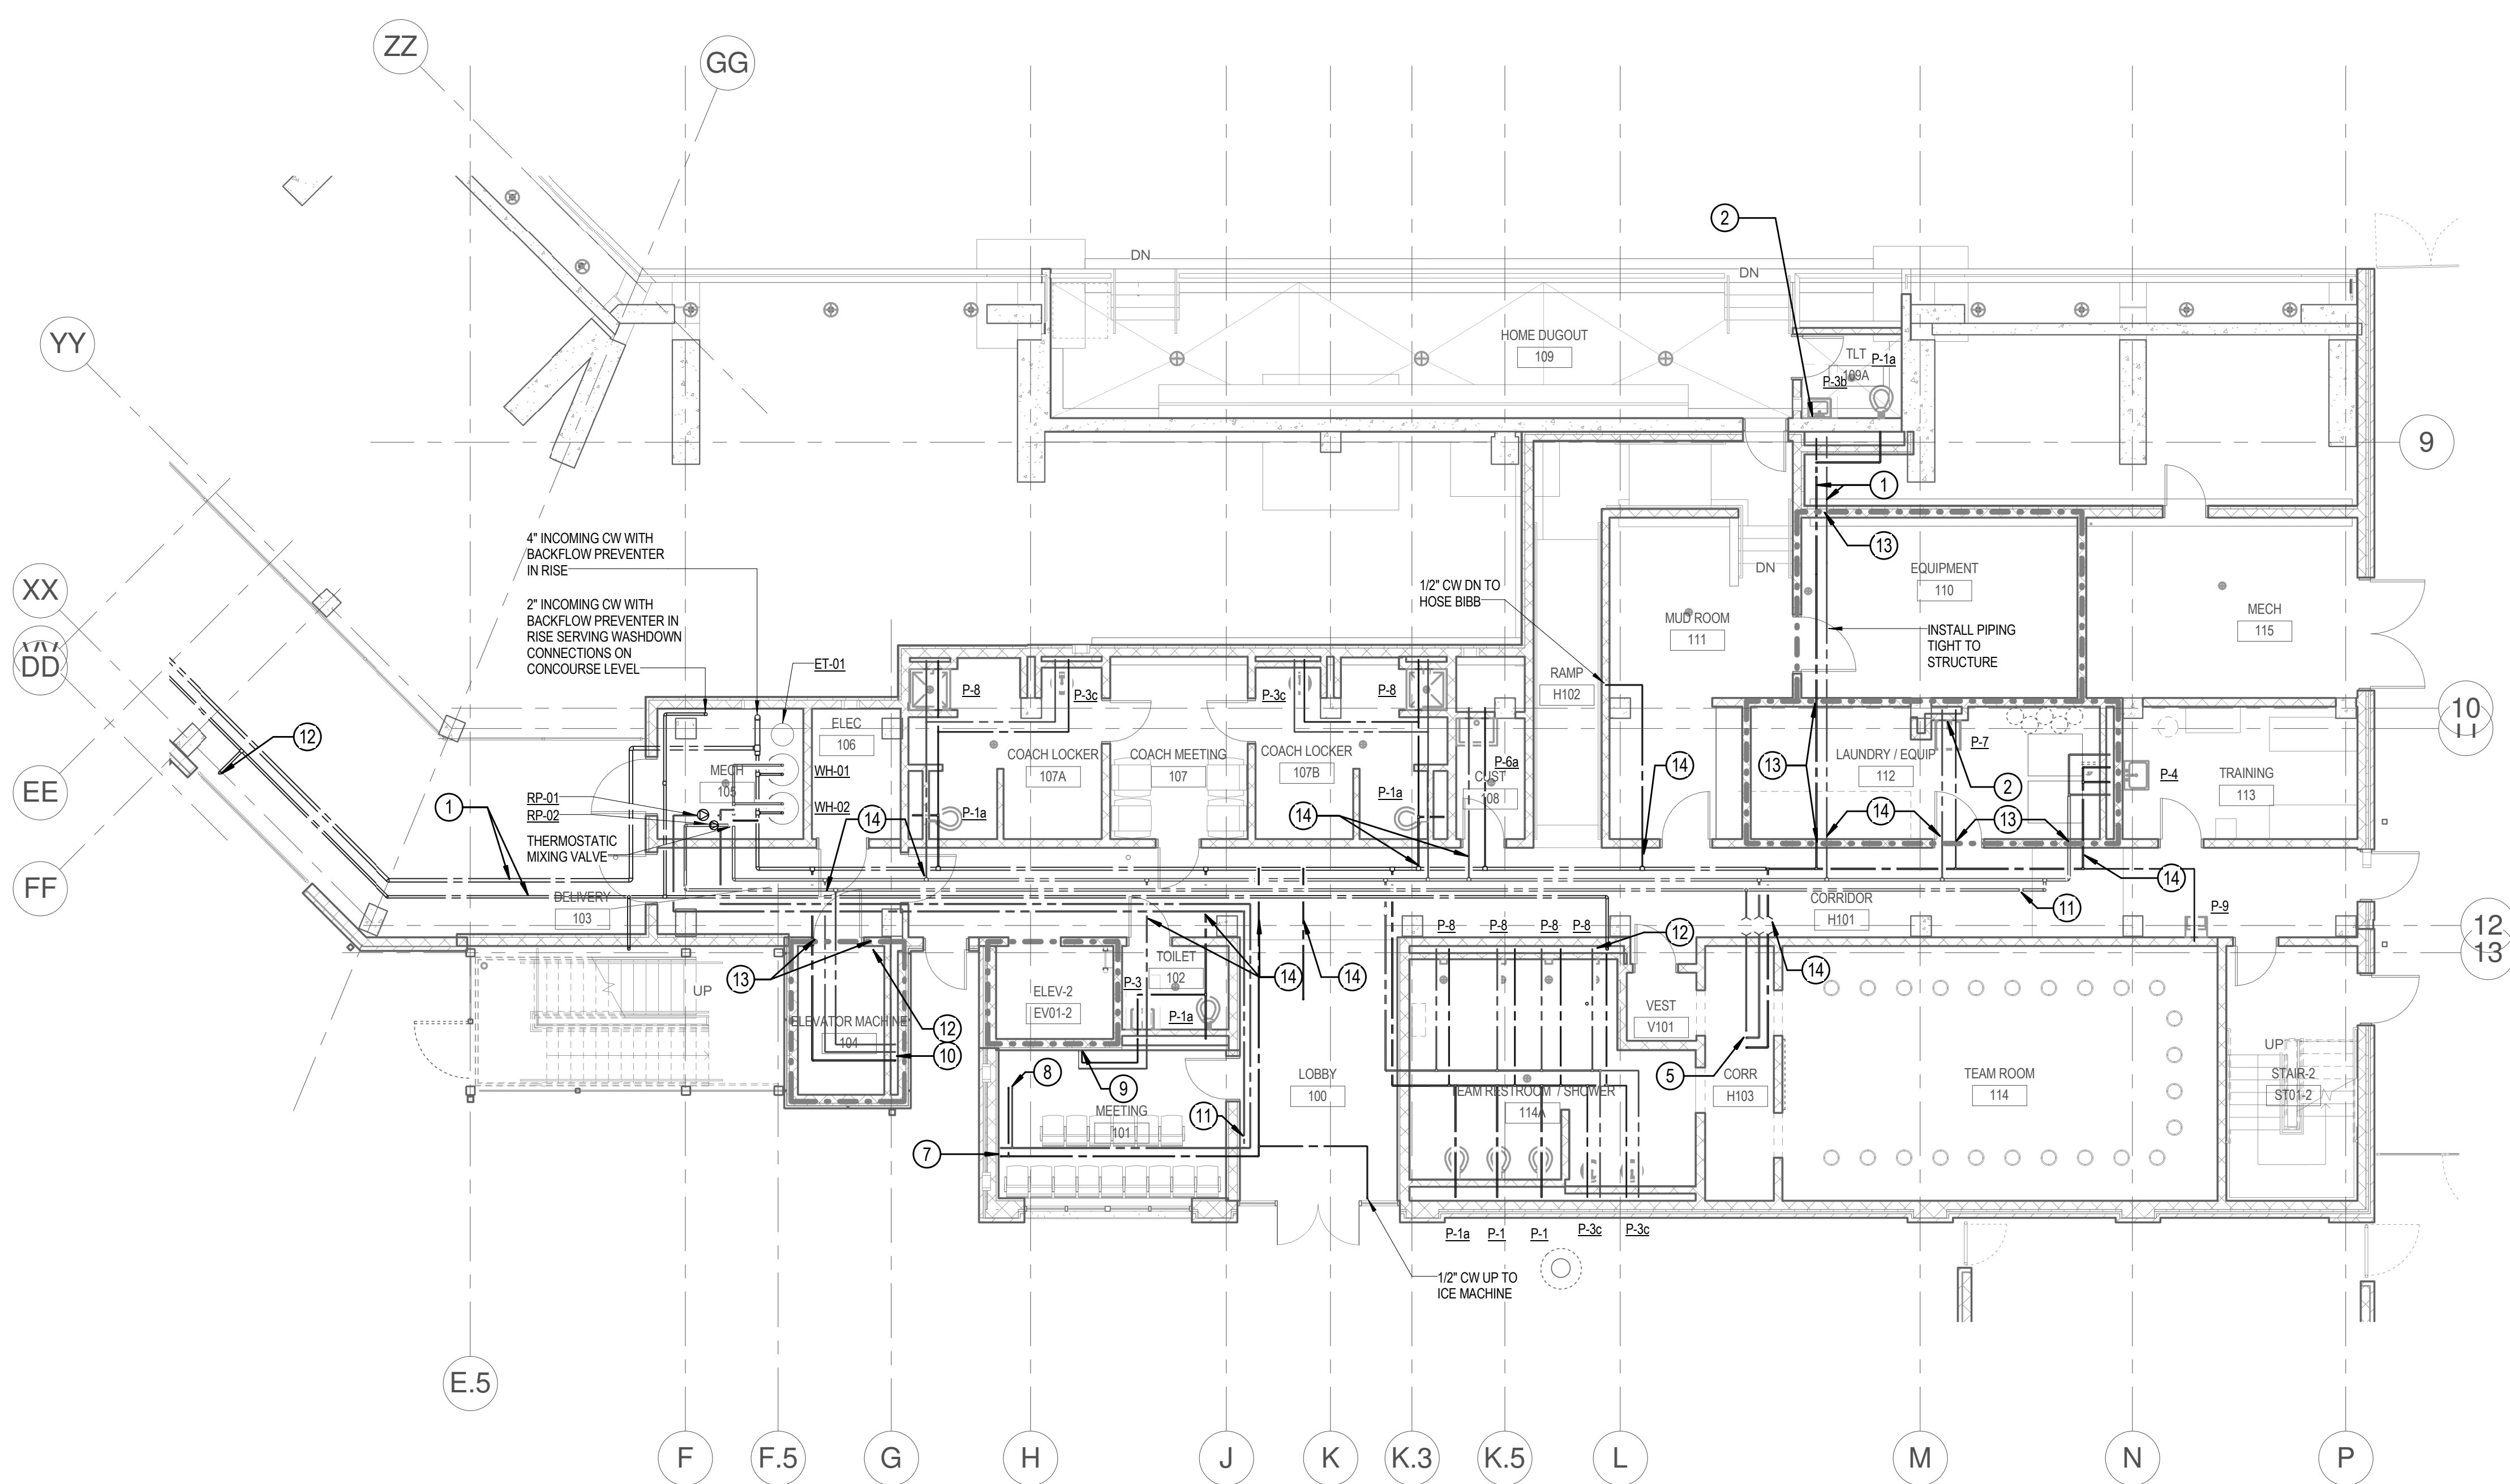 ZZ
GG
YY
XX
DD
EE
FF
DN
DN
2
HOME DUGOUT
109
TLT
109A
P-1a
P-3b
9
1
13
4" INCOMING CW WITH
BACKFLOW PREVENTER
IN RISE
2" INCOMING CW WITH
BACKFLOW PREVENTER IN
RISE SERVING WASHDOWN
CONNECTIONS ON
CONCOURSE LEVEL
ET-01
1/2" CW DN TO
HOSE BIBB
DN
EQUIPMENT
110
MECH
115
MUD ROOM
111
INSTALL PIPING
TIGHT TO
STRUCTURE
RAMP
H102
P-8
P-3c
P-3c
P-8
10
11
12
ELEC
106
COACH LOCKER
107A
COACH MEETING
107
COACH LOCKER
107B
P-6a
CUST
108
14
13
LAUNDRY / EQUIP
112
P-7
2
P-4
TRAINING
113
MECH
105
WH-01
WH-02
RP-01
RP-02
THERMOSTATIC
MIXING VALVE
1
14
P-1a
14
P-1a
14
13
14
DELIVERY
103
CORRIDOR
H101
11
P-9
12
13
P-8
P-8
P-8
P-8
12
UP
13
ELEVATOR MACHINE
104
12
10
ELEV-2
EV01-2
P-3
TOILET
102
P-1a
14
14
VEST
V101
14
8
9
LOBBY
100
5
CORR
H103
TEAM ROOM
114
UP
STAIR-2
ST01-2
TEAM RESTROOM / SHOWER
114A
MEETING
101
11
7
P-1a
P-1
P-1
P-3c
P-3c
1/2" CW UP TO
ICE MACHINE
E.5
F
F.5
G
H
J
K
K.3
K.5
L
M
N
P